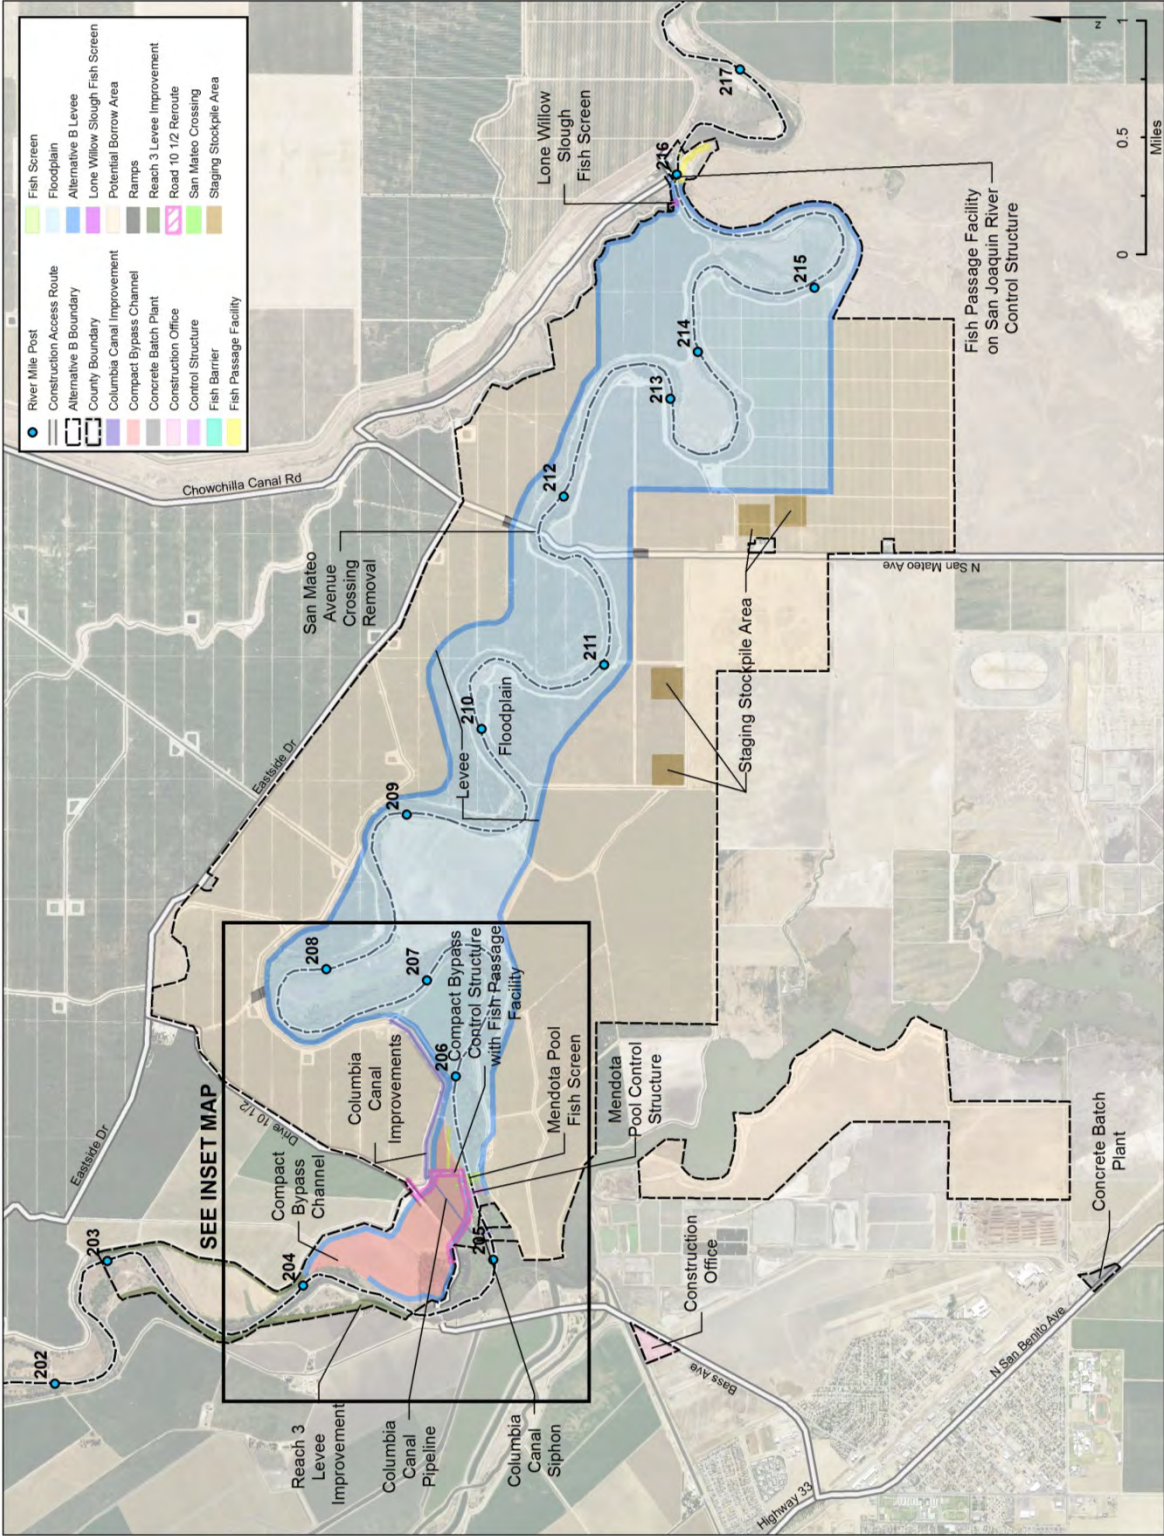 River Mile Post
Construction Access Route
Alternative B Boundary
County Boundary
Columbia Canal Improvement
Compact Bypass Channel
Concrete Batch Plant
Construction Office
Control Structure
Fish Barrier
Fish Passage Facility
Fish Screen
Floodplain
Alternative B Levee
Lone Willow Slough Fish Screen
Potential Borrow Area
Ramps
Reach 3 Levee Improvement
Road 10 1/2 Reroute
San Mateo Crossing
Staging Stockpile Area
202
203
Eastside Dr
SEE INSET MAP
Drive 10 1/2
Compact
Bypass
Channel
204
Reach 3
Levee
Improvement
Columbia
Canal
Improvements
Columbia
Canal
Pipeline
205
Columbia
Canal
Siphon
206
Compact Bypass
Control Structure
with Fish Passage
Facility
207
208
Mendota Pool
Fish Screen
Mendota
Pool Control
Structure
Construction
Office
Bass Ave
Highway 33
N San Benito Ave
Concrete Batch
Plant
Eastside Dr
209
Levee
210
Floodplain
211
Staging Stockpile Area
San Mateo
Avenue
Crossing
Removal
Chowchilla Canal Rd
N San Mateo Ave
212
213
214
215
Lone Willow
Slough
Fish Screen
216
217
Fish Passage Facility
on San Joaquin River
Control Structure
N
0
0.5
1
Miles